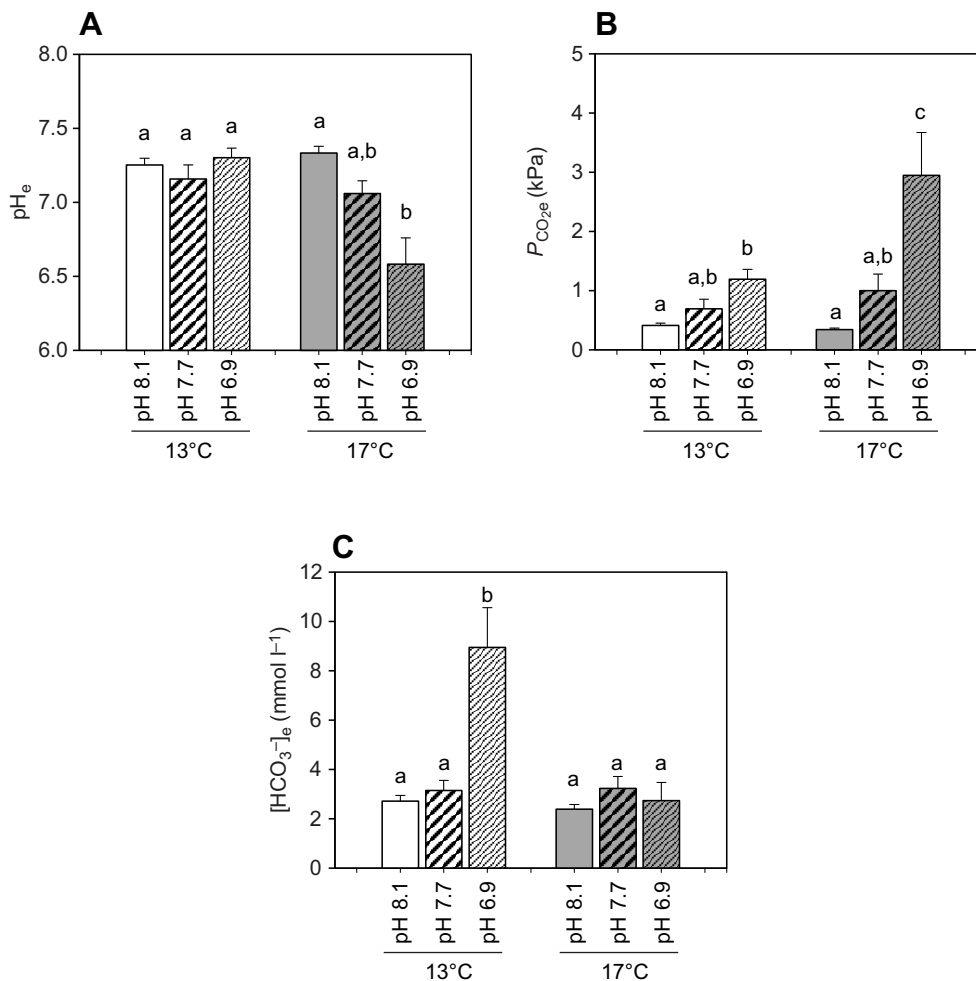 A
8.0
7.5
7.0
6.5
6.0
pHe
a
a
a
a
a,b
b
pH 8.1
pH 7.7
pH 6.9
pH 8.1
pH 7.7
pH 6.9
13°C
17°C
B
5
4
3
2
1
0
PCO2e (kPa)
a
a,b
b
a
a,b
c
pH 8.1
pH 7.7
pH 6.9
pH 8.1
pH 7.7
pH 6.9
13°C
17°C
C
12
10
8
6
4
2
0
[HCO3–]e (mmol l–1)
a
a
b
a
a
a
pH 8.1
pH 7.7
pH 6.9
pH 8.1
pH 7.7
pH 6.9
13°C
17°C